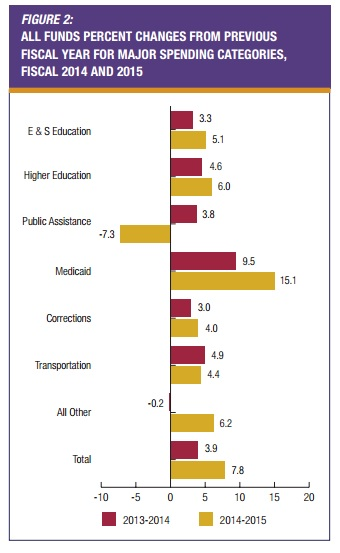 FIGURE 2:
ALL FUNDS PERCENT CHANGES FROM PREVIOUS
FISCAL YEAR FOR MAJOR SPENDING CATEGORIES,
FISCAL 2014 AND 2015
E & S Education
3.3
5.1
Higher Education
4.6
6.0
Public Assistance
3.8
-7.3
Medicaid
9.5
15.1
Corrections
3.0
4.0
Transportation
4.9
4.4
All Other
-0.2
6.2
Total
3.9
7.8
-10 -5 0 5 10 15 20
2013-2014 2014-2015